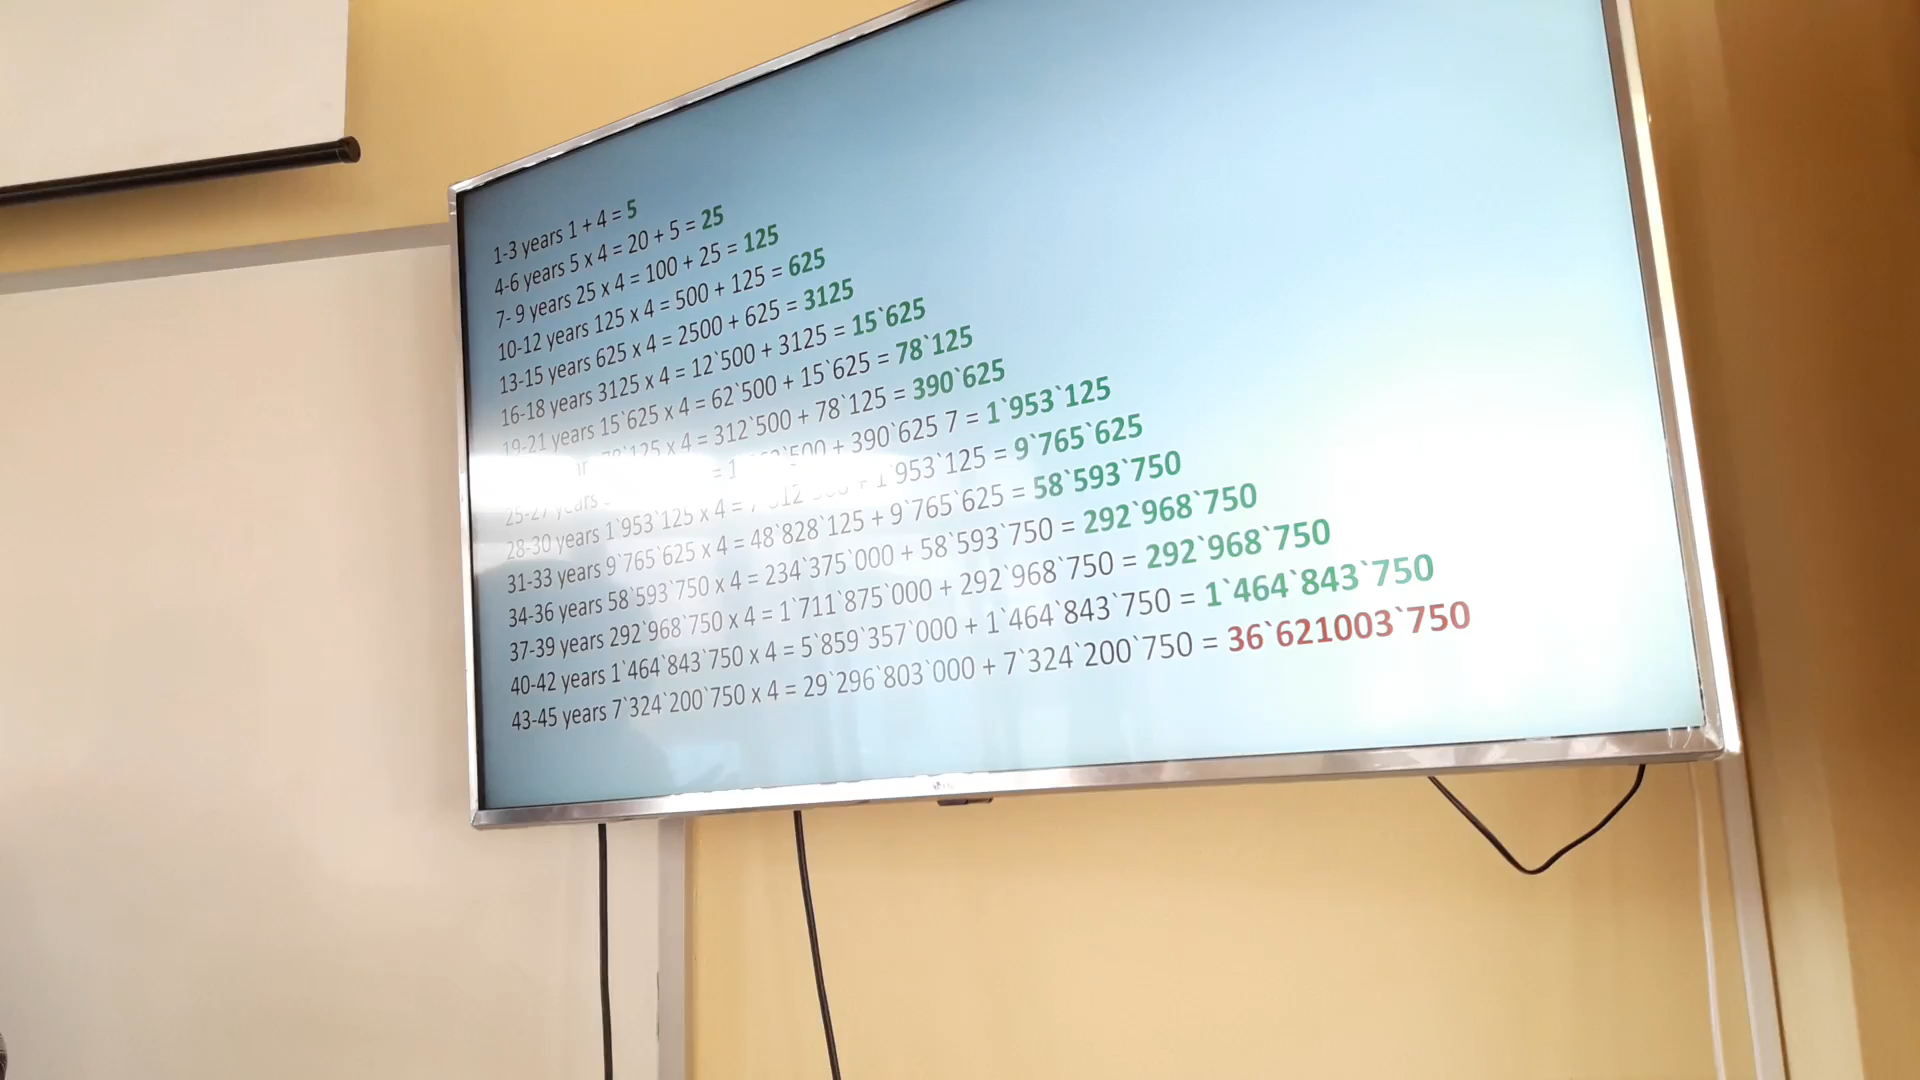 1-3 years 1 + 4 = 5
4-6 years 5 x 4 = 20 + 5 = 25
7- 9 years 25 x 4 = 100 + 25 = 125
10-12 years 125 x 4 = 500 + 125 = 625
13-15 years 625 x 4 = 2500 + 625 = 3125
16-18 years 3125 x 4 = 12`500 + 3125 = 15`625
19-21 years 15`625 x 4 = 62`500 + 15`625 = 78`125
78`125 x 4 = 312`500 + 78`125 = 390`625
25-27 years = + 390`625 7 = 1`953`125
28-30 years 1`953`125 x 4 = + 1`953`125 = 9`765`625
31-33 years 9`765`625 x 4 = 48`828`125 + 9`765`625 = 58`593`750
34-36 years 58`593`750 x 4 = 234`375`000 + 58`593`750 = 292`968`750
37-39 years 292`968`750 x 4 = 1`711`875`000 + 292`968`750 = 292`968`750
40-42 years 1`464`843`750 x 4 = 5`859`357`000 + 1`464`843`750 = 1`464`843`750
43-45 years 7`324`200`750 x 4 = 29`296`803`000 + 7`324`200`750 = 36`621003`750